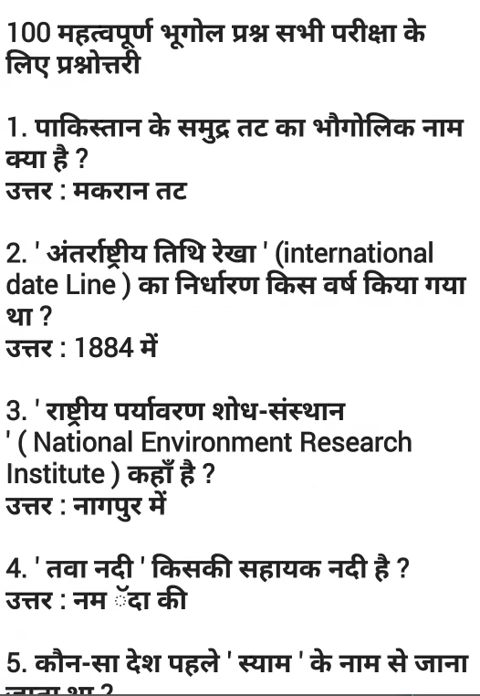 100 महत्वपूर्ण भूगोल प्रश्न सभी परीक्षा के
लिए प्रश्नोत्तरी
1. पाकिस्तान के समुद्र तट का भौगोलिक नाम
क्या है ?
उत्तर : मकरान तट
2. ' अंतर्राष्ट्रीय तिथि रेखा ' (international
date Line ) का निर्धारण किस वर्ष किया गया
था ?
उत्तर : 1884 में
3. ' राष्ट्रीय पर्यावरण शोध-संस्थान
' ( National Environment Research
Institute ) कहाँ है ?
उत्तर : नागपुर में
4. ' तवा नदी ' किसकी सहायक नदी है ?
उत्तर : नम ॅदा की
5. कौन-सा देश पहले ' स्याम ' के नाम से जाना
जाता था ?